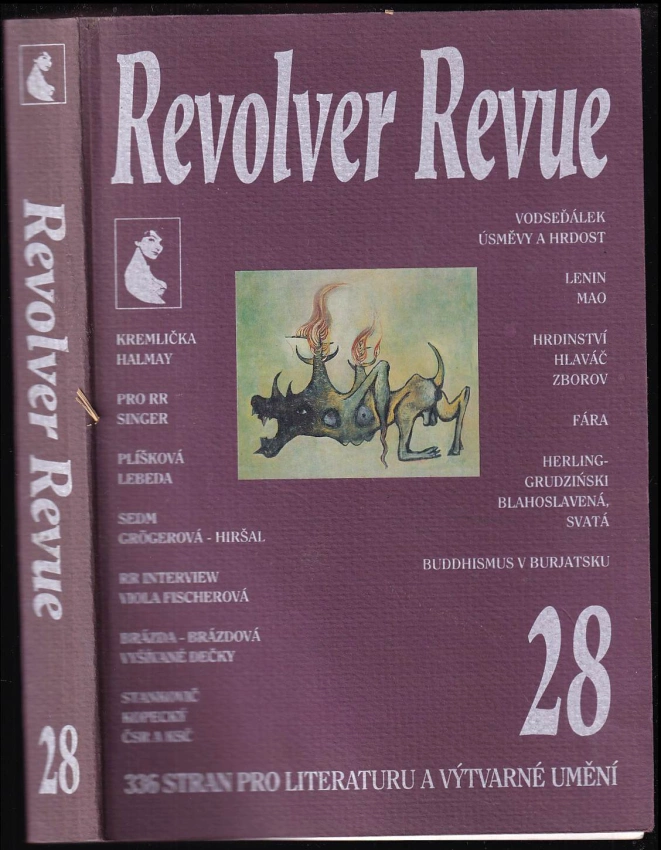 Revolver Revue
28
Revolver Revue
KREMLIČKA
HALMAY
PRO RR
SINGER
PLÍŠKOVÁ
LEBEDA
SEDM
GRÖGEROVÁ - HIRŠAL
RR INTERVIEW
VIOLA FISCHEROVÁ
BRÁZDA - BRÁZDOVÁ
VYŠÍVANÉ DEČKY
STANKOVIČ
KOPECKÝ
ČSR A KSČ
VODSEĎÁLEK
ÚSMĚVY A HRDOST
LENIN
MAO
HRDINSTVÍ
HLAVÁČ
ZBOROV
FÁRA
HERLING-
GRUDZIŃSKI
BLAHOSLAVENÁ,
SVATÁ
BUDDHISMUS V BURJATSKU
28
336 STRAN PRO LITERATURU A VÝTVARNÉ UMĚNÍ